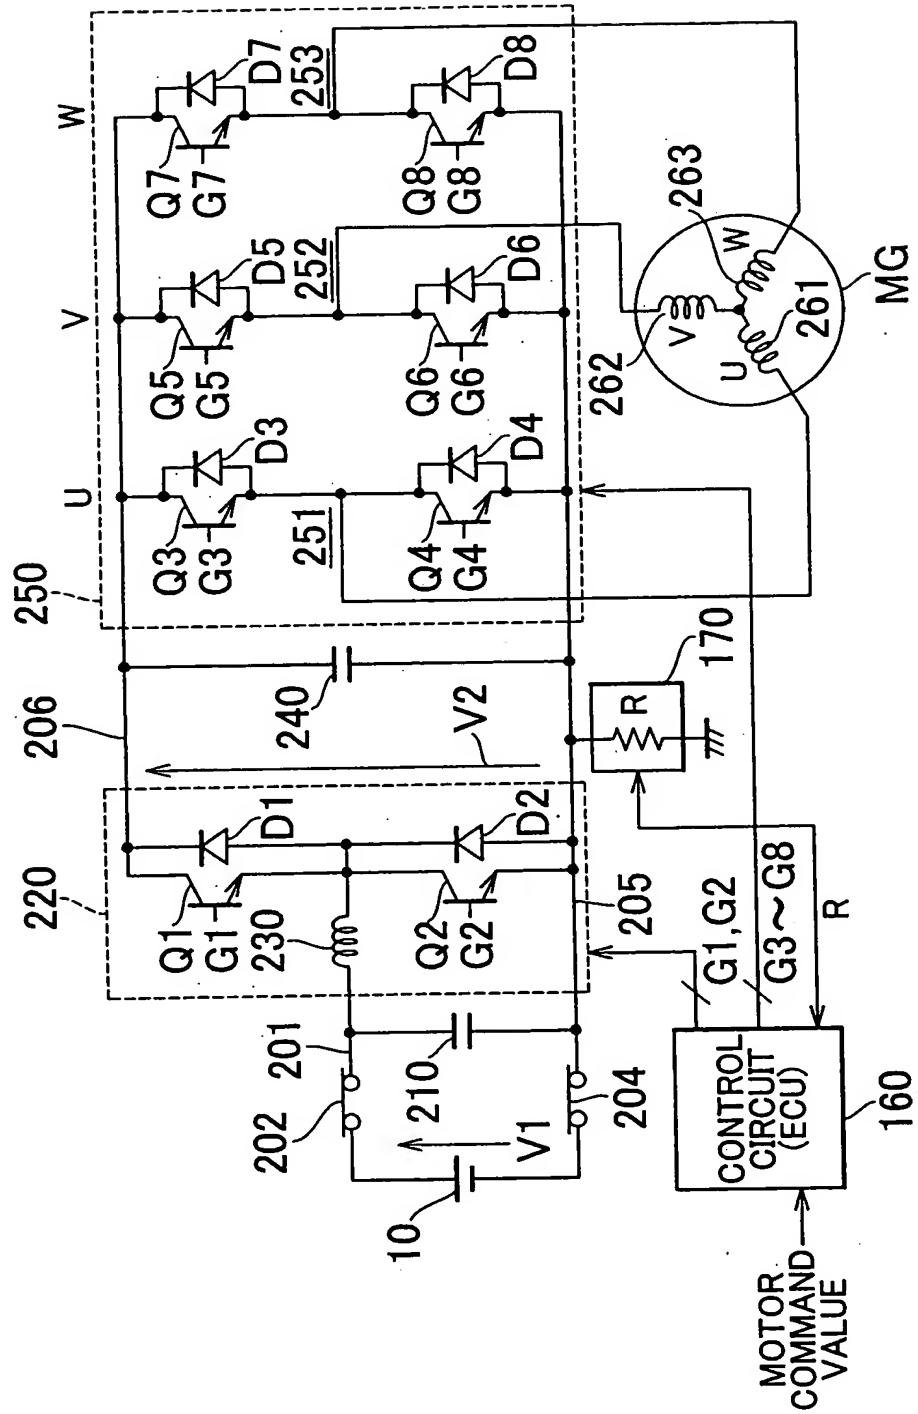 250
U
V
W
206
220
Q1
G1
D1
230
Q2
G2
D2
205
240
V2
Q3
G3
D3
Q5
G5
D5
Q7
G7
D7
251
252
253
Q4
G4
D4
Q6
G6
D6
Q8
G8
D8
202
201
210
204
10
V1
170
R
262
V
U
W
263
261
MG
G1,G2
G3~G8
R
CONTROL
CIRCUIT
(ECU)
160
MOTOR
COMMAND
VALUE